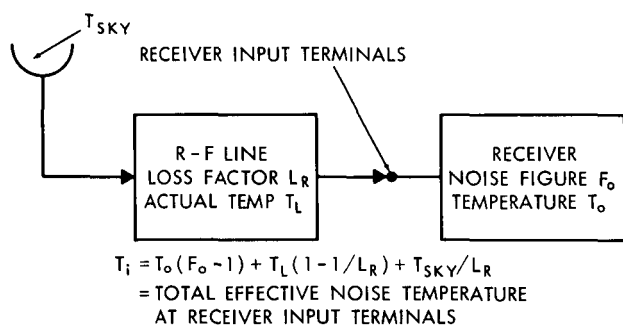 T_SKY
RECEIVER INPUT TERMINALS
R-F LINE
LOSS FACTOR L_R
ACTUAL TEMP T_L
RECEIVER
NOISE FIGURE F_o
TEMPERATURE T_o
T_i = T_o(F_o-1) + T_L(1-1/L_R) + T_SKY/L_R
= TOTAL EFFECTIVE NOISE TEMPERATURE
AT RECEIVER INPUT TERMINALS